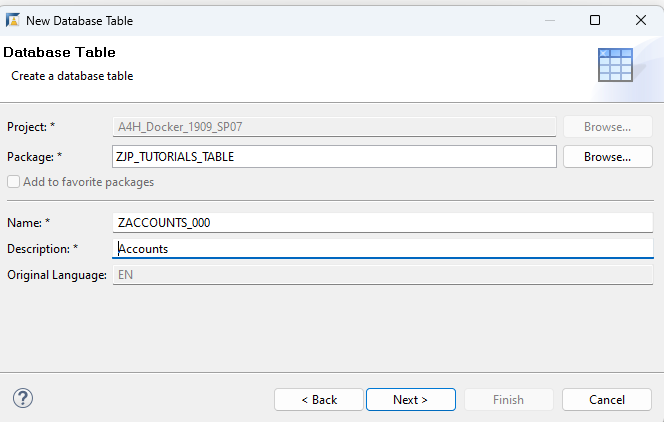 New Database Table
Database Table
Create a database table
Project: * A4H_Docker_1909_SP07 Browse...
Package: * ZJP_TUTORIALS_TABLE Browse...
Add to favorite packages
Name: * ZACCOUNTS_000
Description: * Accounts
Original Language: EN
? < Back Next > Finish Cancel